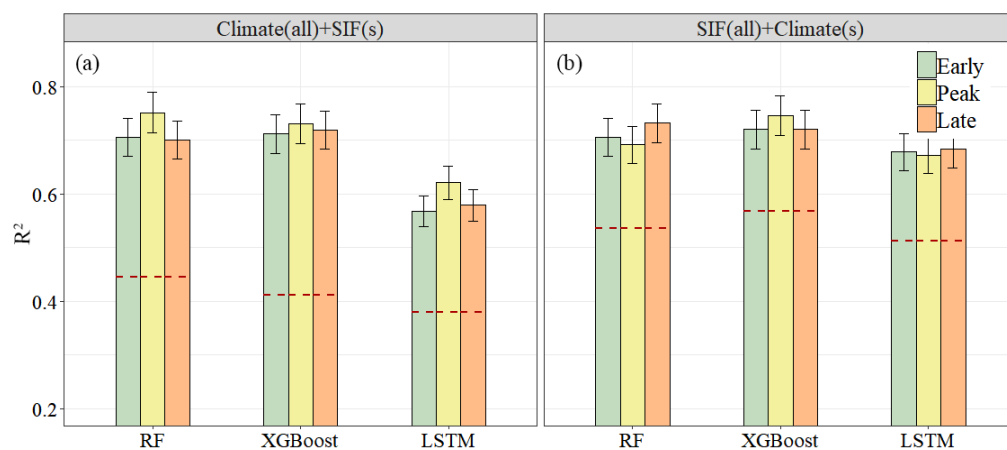 Climate(all)+SIF(s)
SIF(all)+Climate(s)
(a)
(b)
Early
Peak
Late
0.8
0.6
0.4
0.2
R²
RF
XGBoost
LSTM
RF
XGBoost
LSTM